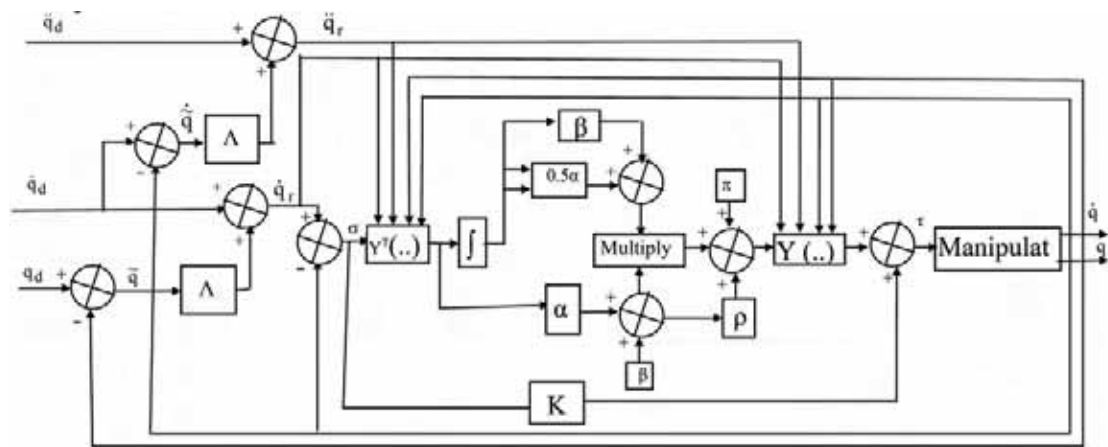 q̈d
q̈r
q̃̇
Λ
β
0.5α
π
q̇d
q̇r
σ
Yᵀ(..)
∫
Multiply
Y (..)
τ
Manipulat
q̇
q
qd
q̃
Λ
α
ρ
β
K